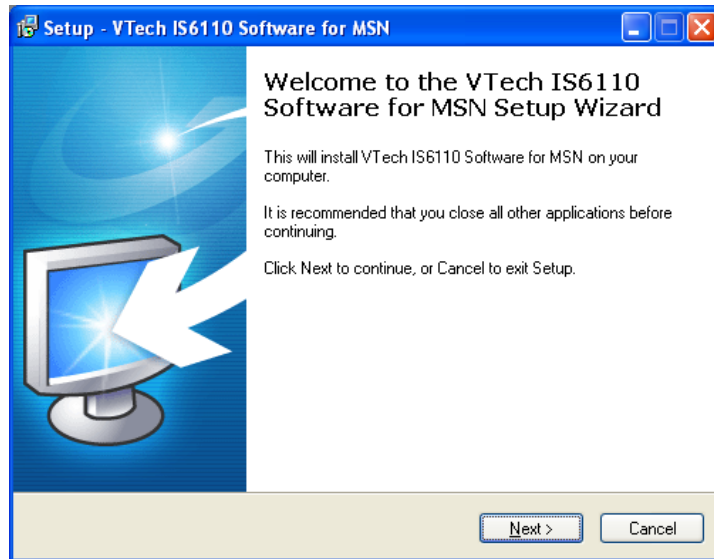 Setup - VTech IS6110 Software for MSN
Welcome to the VTech IS6110
Software for MSN Setup Wizard
This will install VTech IS6110 Software for MSN on your
computer.
It is recommended that you close all other applications before
continuing.
Click Next to continue, or Cancel to exit Setup.
Next >
Cancel